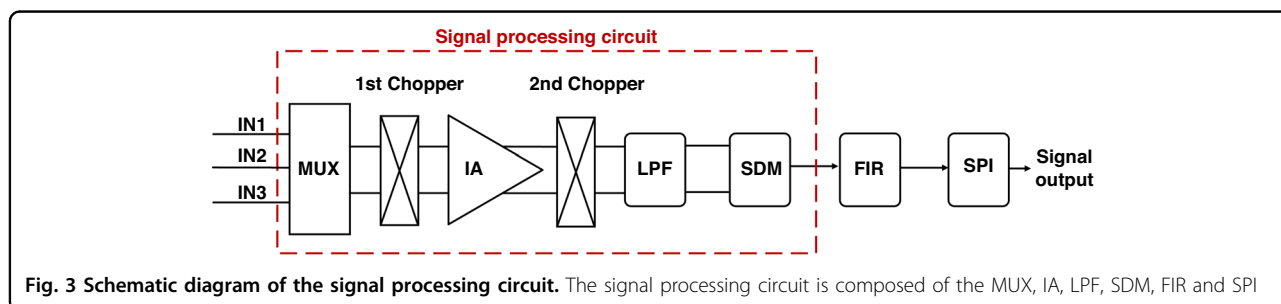 Signal processing circuit
1st Chopper 2nd Chopper
IN1
IN2
IN3
MUX
IA
LPF
SDM
FIR
SPI
Signal
output
Fig. 3 Schematic diagram of the signal processing circuit. The signal processing circuit is composed of the MUX, IA, LPF, SDM, FIR and SPI